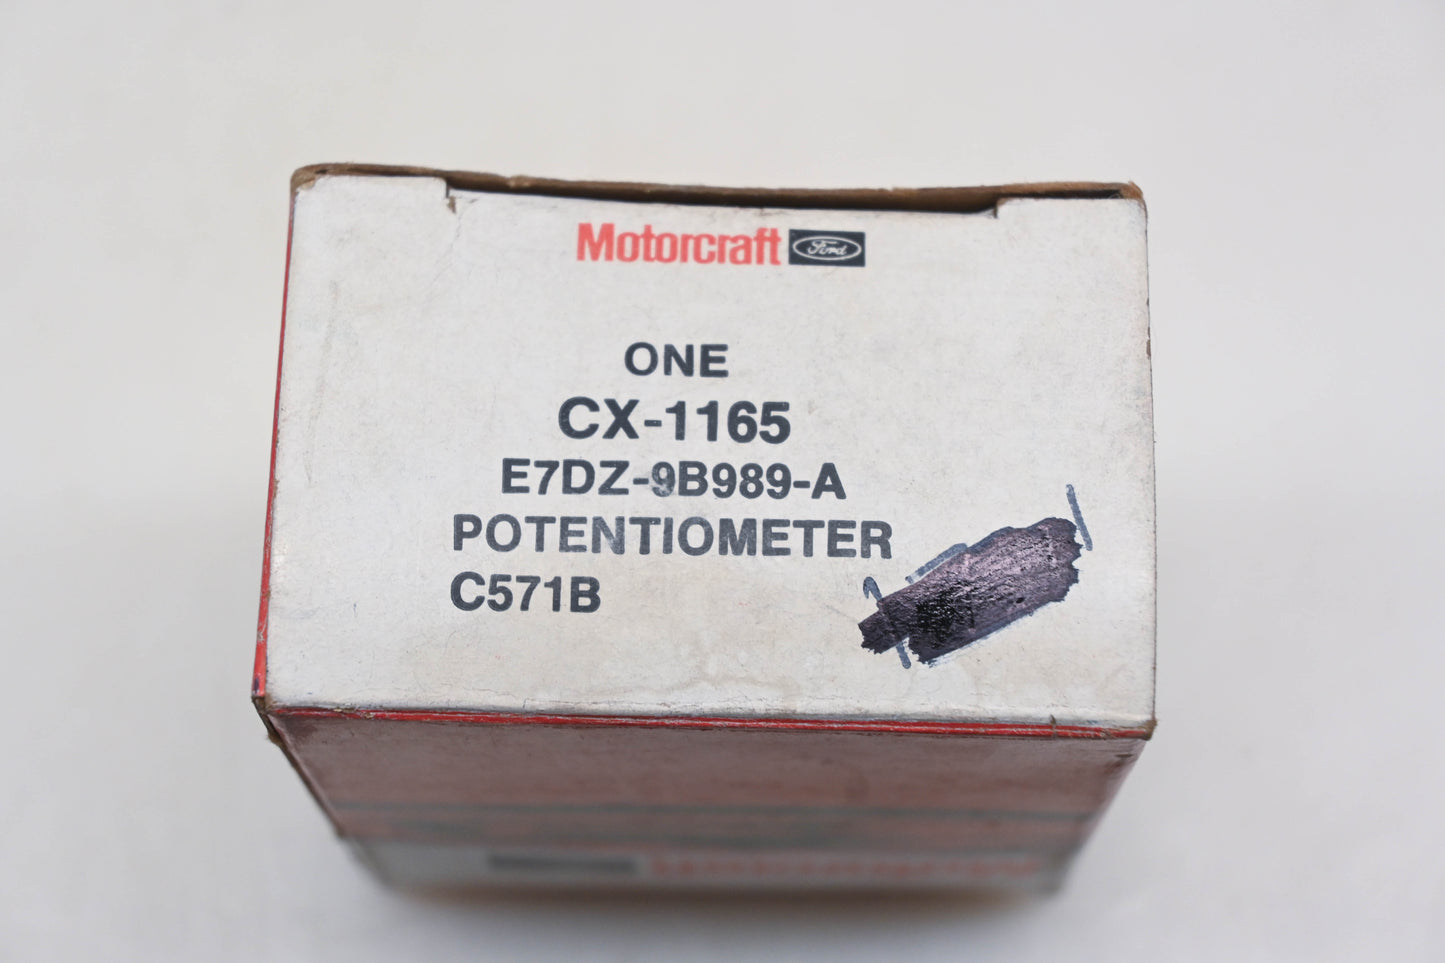 Motorcraft Ford
ONE
CX-1165
E7DZ-9B989-A
POTENTIOMETER
C571B